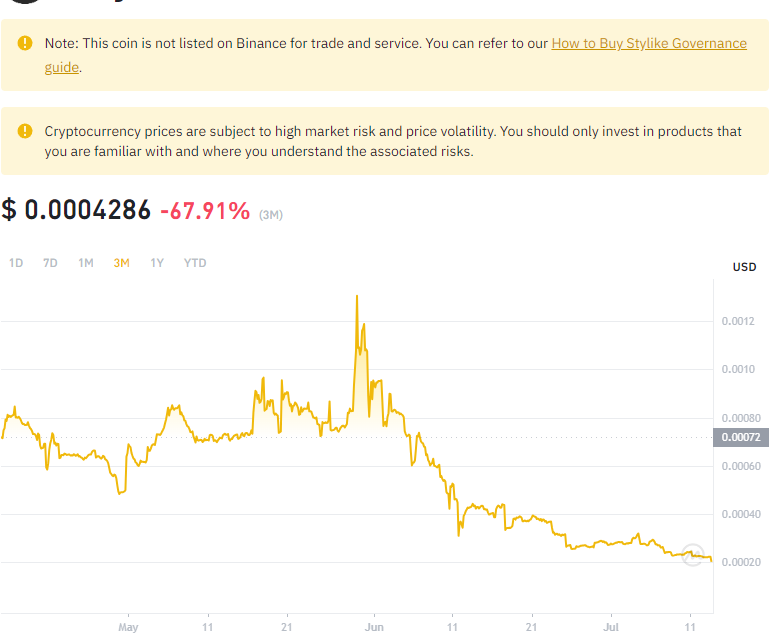 Note: This coin is not listed on Binance for trade and service. You can refer to our How to Buy Stylike Governance
guide.
Cryptocurrency prices are subject to high market risk and price volatility. You should only invest in products that
you are familiar with and where you understand the associated risks.
$ 0.0004286 -67.91% (3M)
1D 7D 1M 3M 1Y YTD
USD
0.0012
0.0010
0.00080
0.00072
0.00060
0.00040
0.00020
May 11 21 Jun 11 21 Jul 11